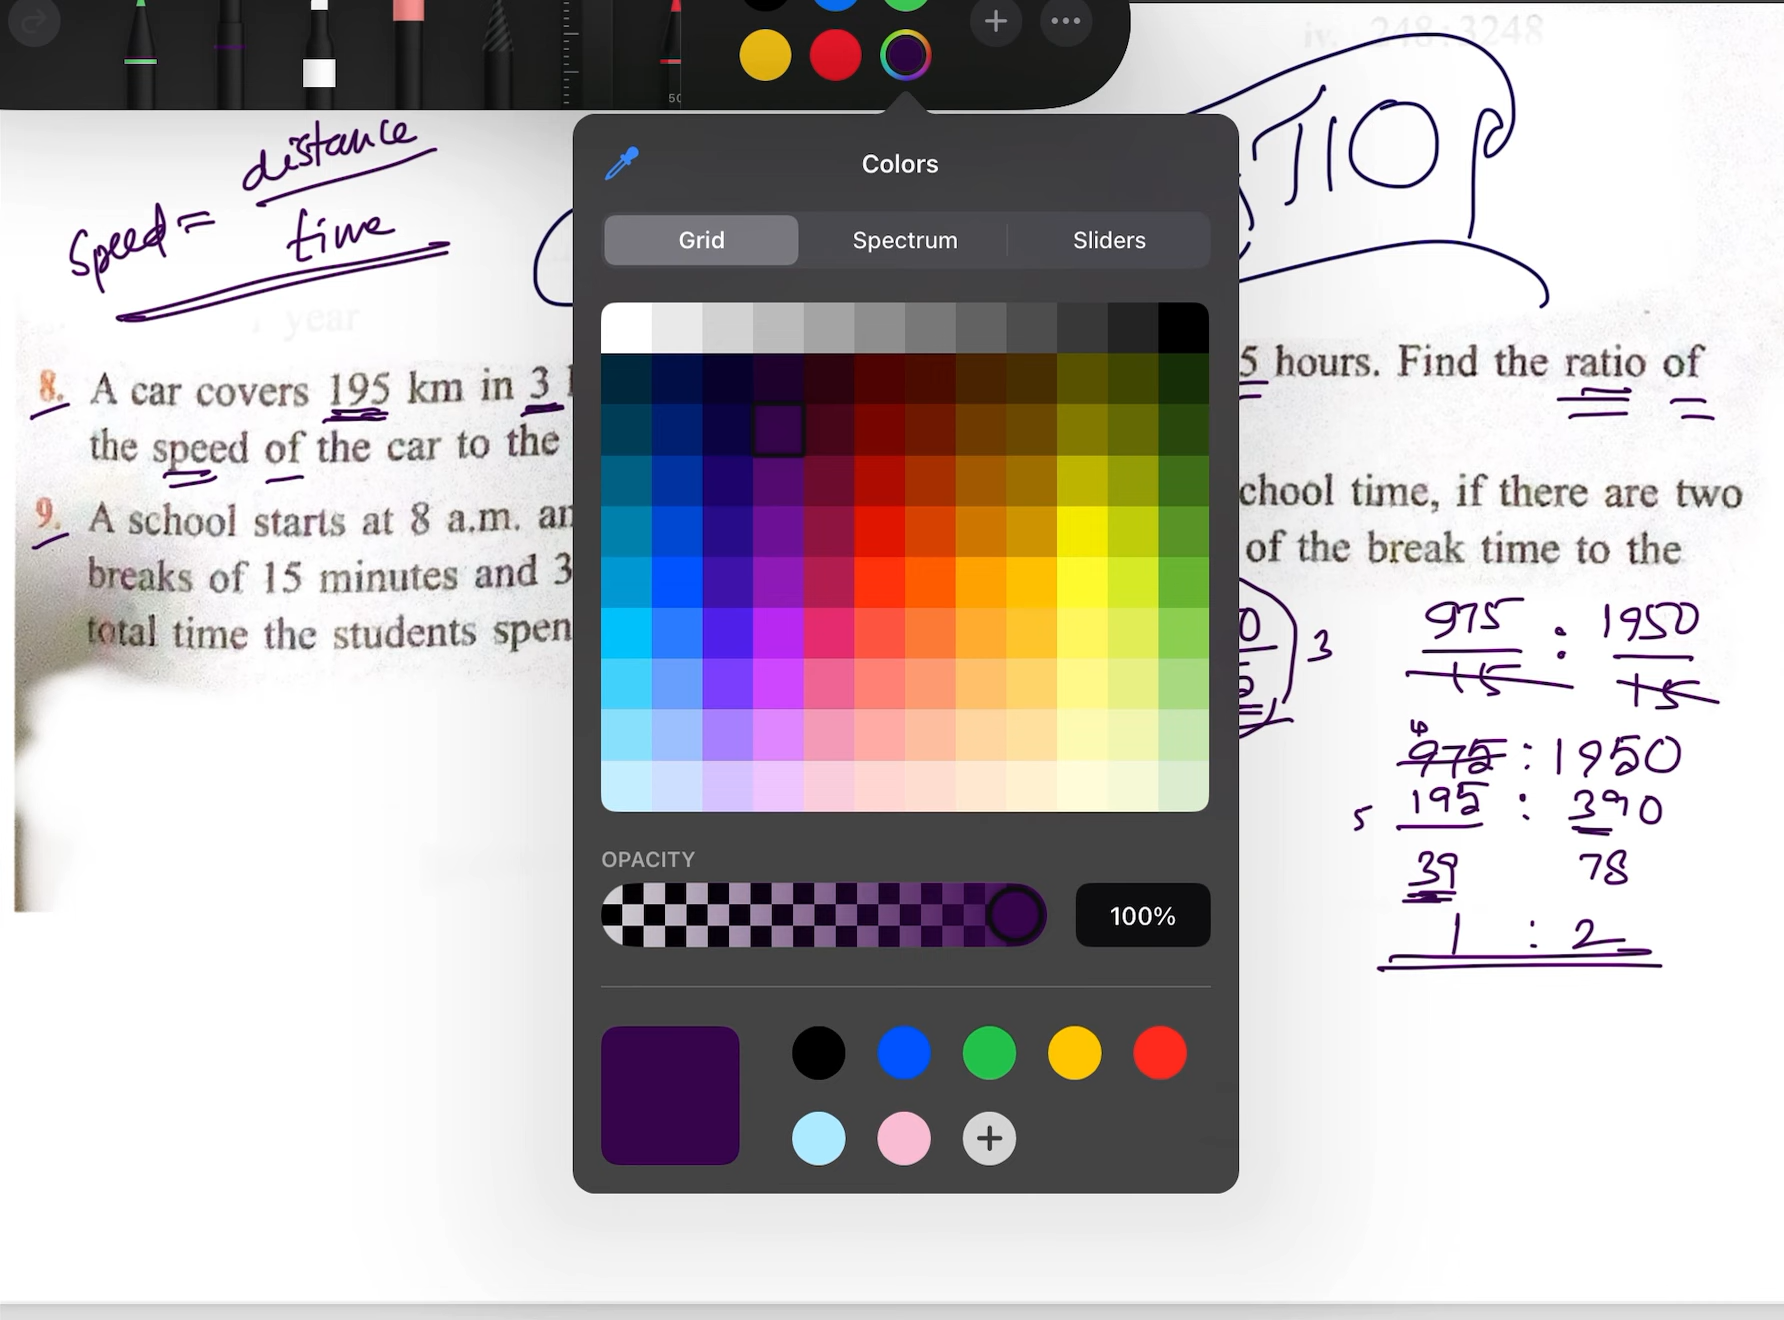 iv. 248:3248
50
distance
Speed =
time
TIOP
Colors
Grid Spectrum Sliders
year
8. A car covers 195 km in 3
5 hours. Find the ratio of
the speed of the car to the
9. A school starts at 8 a.m.
chool time, if there are two
breaks of 15 minutes and 3
of the break time to the
total time the students spen
0
5
3
975 : 1950
15 15
975 : 1950
5 195 : 390
39 78
1 : 2
OPACITY
100%